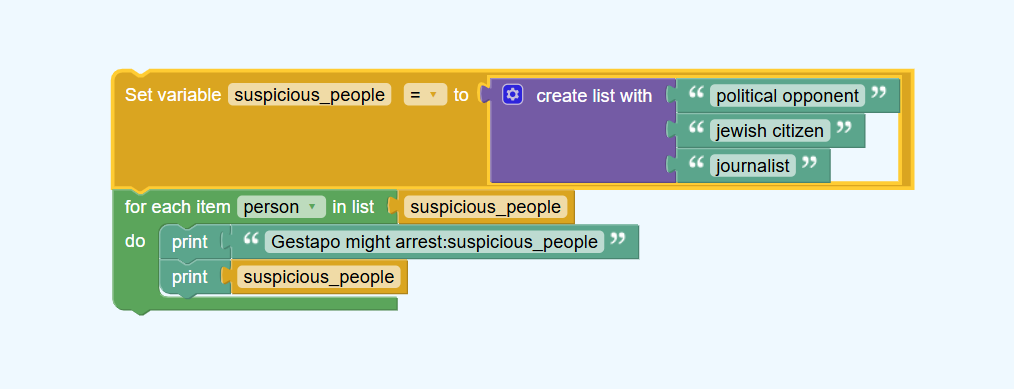 Set variable suspicious_people = to create list with “ political opponent ”
“ jewish citizen ”
“ journalist ”
for each item person in list suspicious_people
do print “ Gestapo might arrest:suspicious_people ”
print suspicious_people